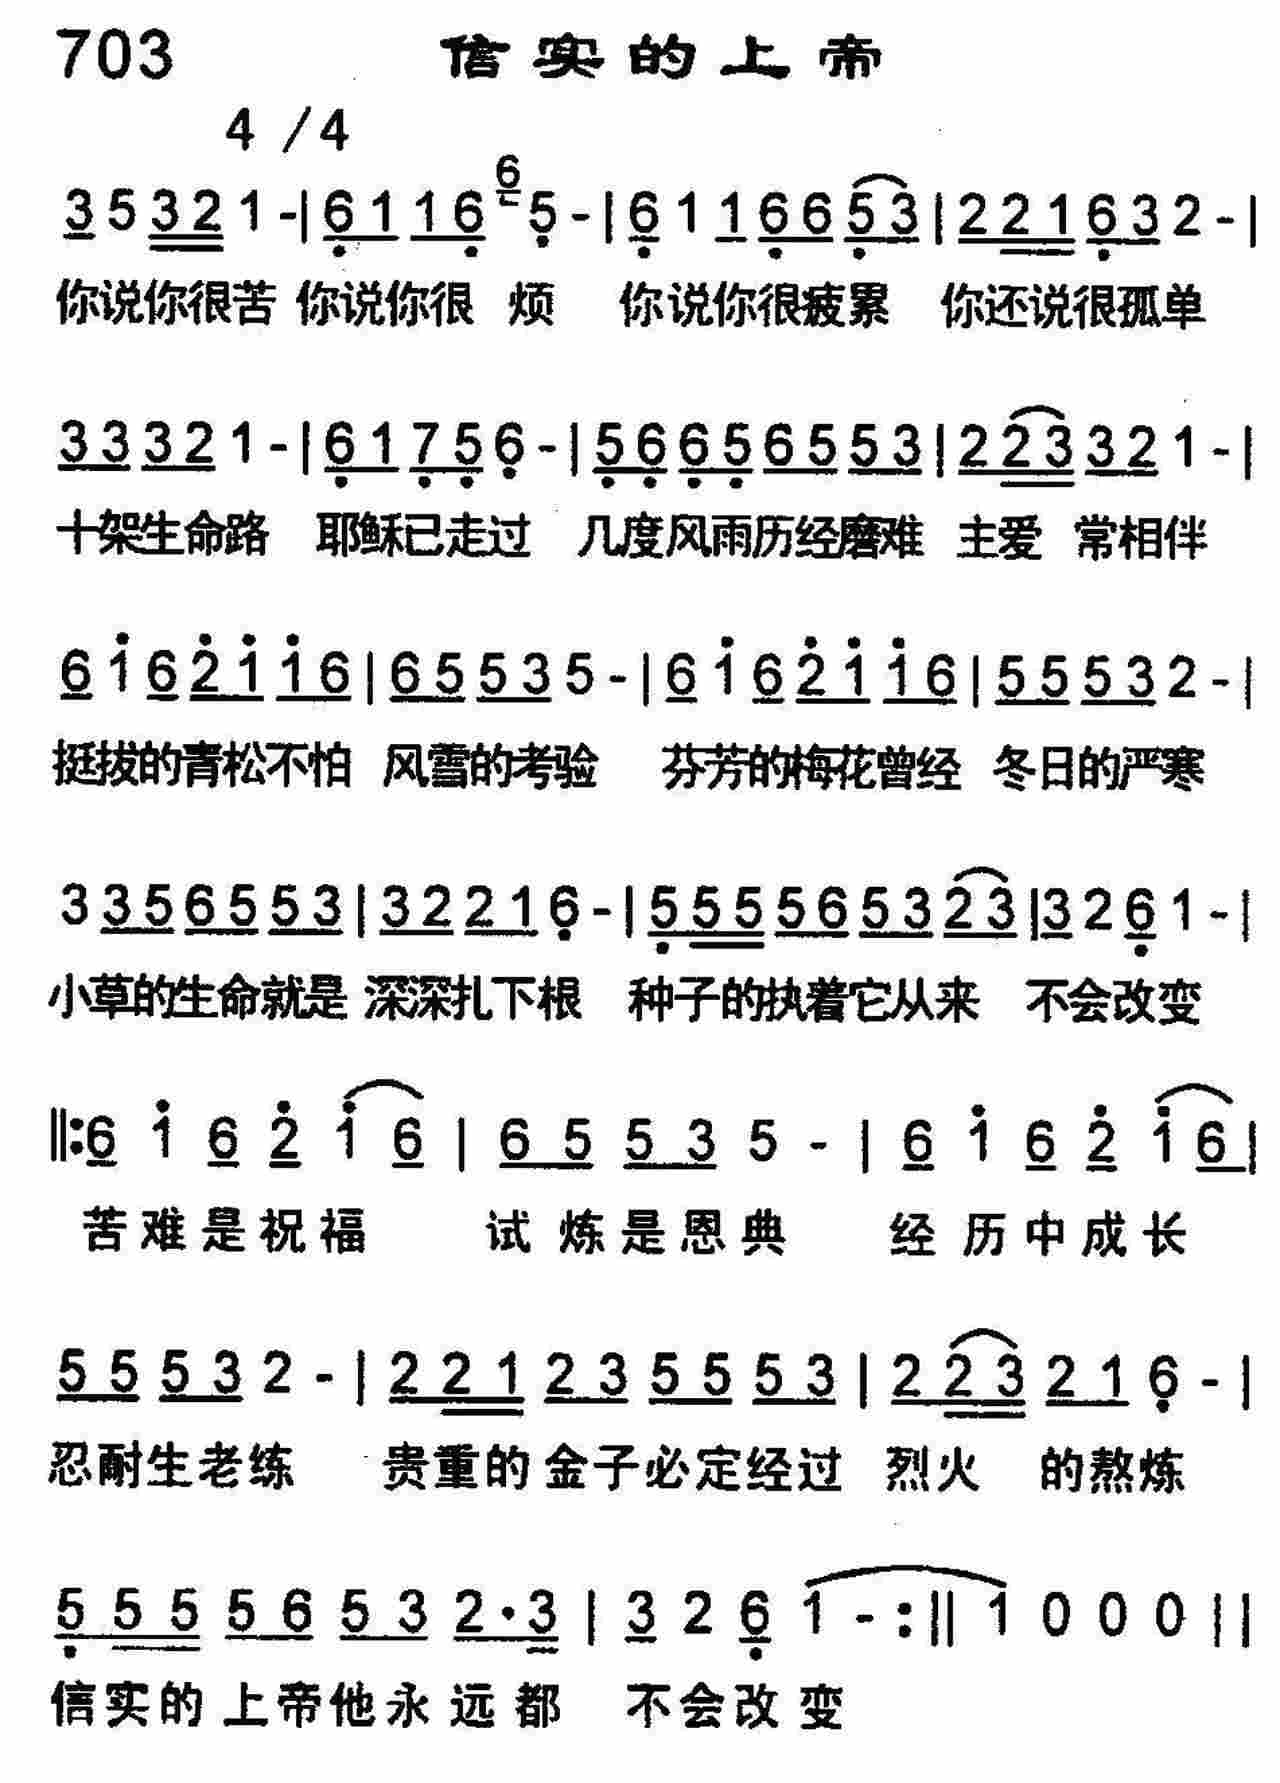 703 信实的上帝
4 /4
3 5 3 2 1 - | 6 1 1 6 6 5 - | 6 1 1 6 6 5 3 | 2 2 1 6 3 2 - |
你说你很苦 你说你很 烦 你说你很疲累 你还说很孤单
3 3 3 2 1 - | 6 1 7 5 6 - | 5 6 6 5 6 5 5 3 | 2 2 3 3 2 1 - |
十架生命路 耶稣已走过 几度风雨历经磨难 主爱 常相伴
6 1 6 2 1 1 6 | 6 5 5 3 5 - | 6 1 6 2 1 1 6 | 5 5 5 3 2 - |
挺拔的青松不怕 风雪的考验 芬芳的梅花曾经 冬日的严寒
3 3 5 6 5 5 3 | 3 2 2 1 6 - | 5 5 5 5 6 5 3 2 3 | 3 2 6 1 - |
小草的生命就是 深深扎下根 种子的执着它从来 不会改变
||: 6 1 6 2 1 6 | 6 5 5 3 5 - | 6 1 6 2 1 6 |
苦难是祝福 试炼是恩典 经历中成长
5 5 5 3 2 - | 2 2 1 2 3 5 5 5 3 | 2 2 3 2 1 6 - |
忍耐生老练 贵重的金子必定经过 烈火 的熬炼
5 5 5 5 6 5 3 2 · 3 | 3 2 6 1 - :|| 1 0 0 0 ||
信实的上帝他永远都 不会改变